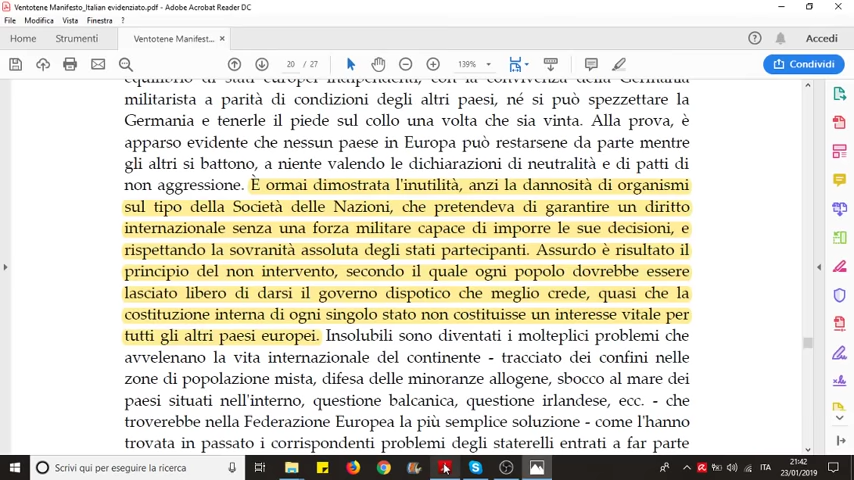 Ventotene Manifesto_Italian evidenziato.pdf - Adobe Acrobat Reader DC
File Modifica Vista Finestra ?
Home Strumenti Ventotene Manifest... × Accedi
20 / 27 139% Condividi
equilibrio di stati europei indipendenti, con la convivenza della Germania
militarista a parità di condizioni degli altri paesi, né si può spezzettare la
Germania e tenerle il piede sul collo una volta che sia vinta. Alla prova, è
apparso evidente che nessun paese in Europa può restarsene da parte mentre
gli altri si battono, a niente valendo le dichiarazioni di neutralità e di patti di
non aggressione. È ormai dimostrata l'inutilità, anzi la dannosità di organismi
sul tipo della Società delle Nazioni, che pretendeva di garantire un diritto
internazionale senza una forza militare capace di imporre le sue decisioni, e
rispettando la sovranità assoluta degli stati partecipanti. Assurdo è risultato il
principio del non intervento, secondo il quale ogni popolo dovrebbe essere
lasciato libero di darsi il governo dispotico che meglio crede, quasi che la
costituzione interna di ogni singolo stato non costituisse un interesse vitale per
tutti gli altri paesi europei. Insolubili sono diventati i molteplici problemi che
avvelenano la vita internazionale del continente - tracciato dei confini nelle
zone di popolazione mista, difesa delle minoranze allogene, sbocco al mare dei
paesi situati nell'interno, questione balcanica, questione irlandese, ecc. - che
troverebbe nella Federazione Europea la più semplice soluzione - come l'hanno
trovata in passato i corrispondenti problemi degli staterelli entrati a far parte
Scrivi qui per eseguire la ricerca ITA 21:42
23/01/2019